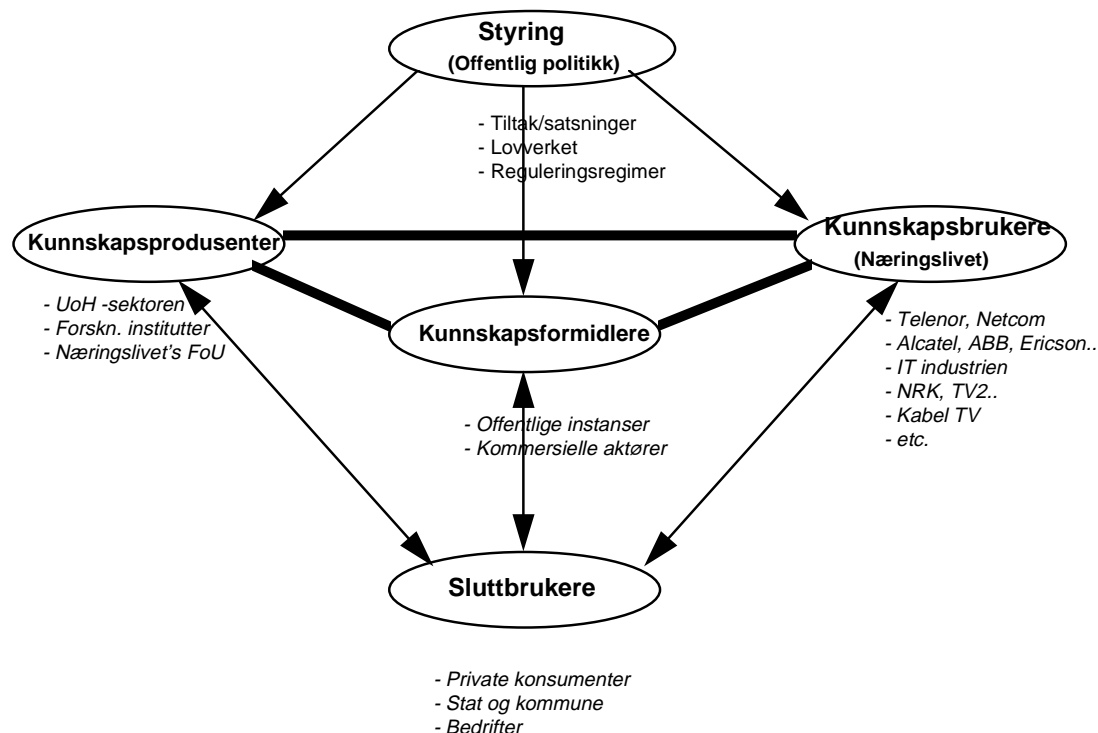 Styring
(Offentlig politikk)
- Tiltak/satsninger
- Lovverket
- Reguleringsregimer
Kunnskapsprodusenter
Kunnskapsbrukere
(Næringslivet)
- UoH -sektoren
- Forskn. institutter
- Næringslivet's FoU
Kunnskapsformidlere
- Telenor, Netcom
- Alcatel, ABB, Ericson..
- IT industrien
- NRK, TV2..
- Kabel TV
- etc.
- Offentlige instanser
- Kommersielle aktører
Sluttbrukere
- Private konsumenter
- Stat og kommune
- Bedrifter